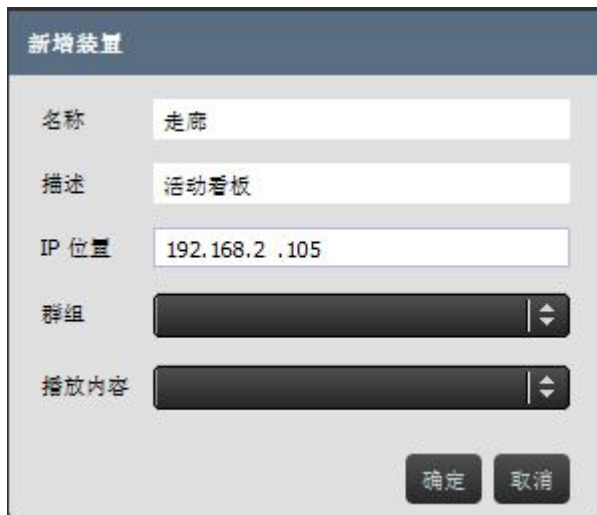 新增装置
名称 走廊
描述 活动看板
IP 位置 192.168.2 .105
群组
播放内容
确定 取消